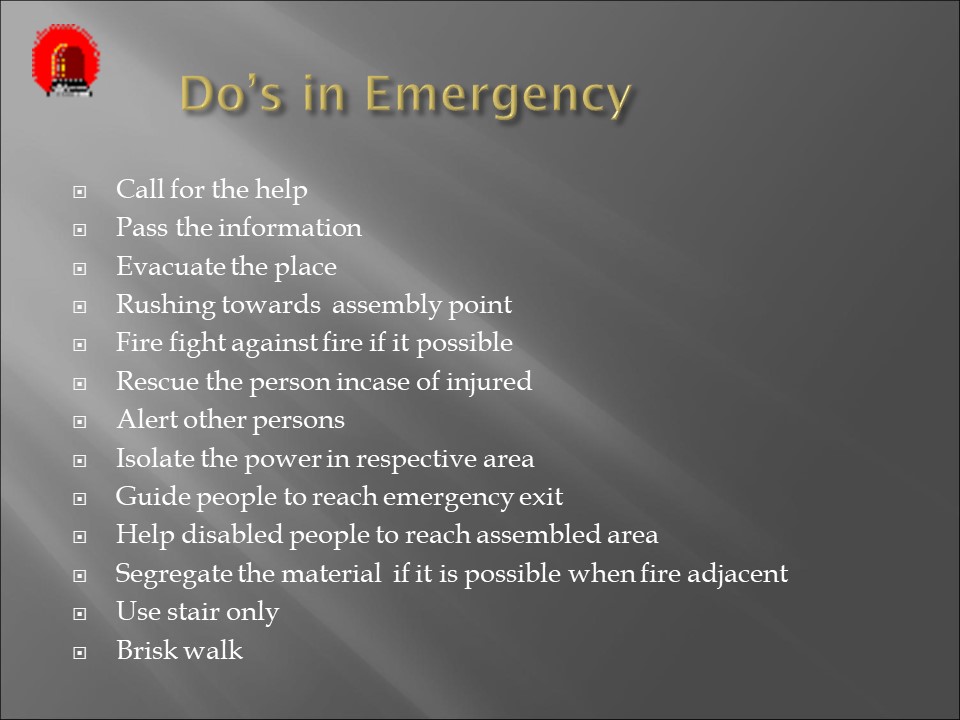 Do's in Emergency
Call for the help
Pass the information
Evacuate the place
Rushing towards assembly point
Fire fight against fire if it possible
Rescue the person incase of injured
Alert other persons
Isolate the power in respective area
Guide people to reach emergency exit
Help disabled people to reach assembled area
Segregate the material if it is possible when fire adjacent
Use stair only
Brisk walk